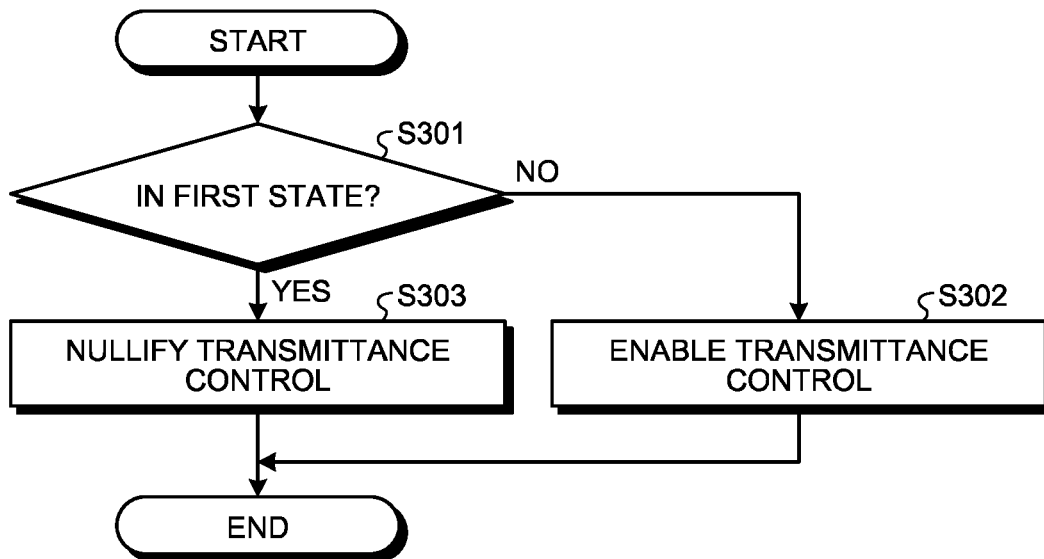 START
S301
IN FIRST STATE?
NO
YES
S303
NULLIFY TRANSMITTANCE
CONTROL
S302
ENABLE TRANSMITTANCE
CONTROL
END